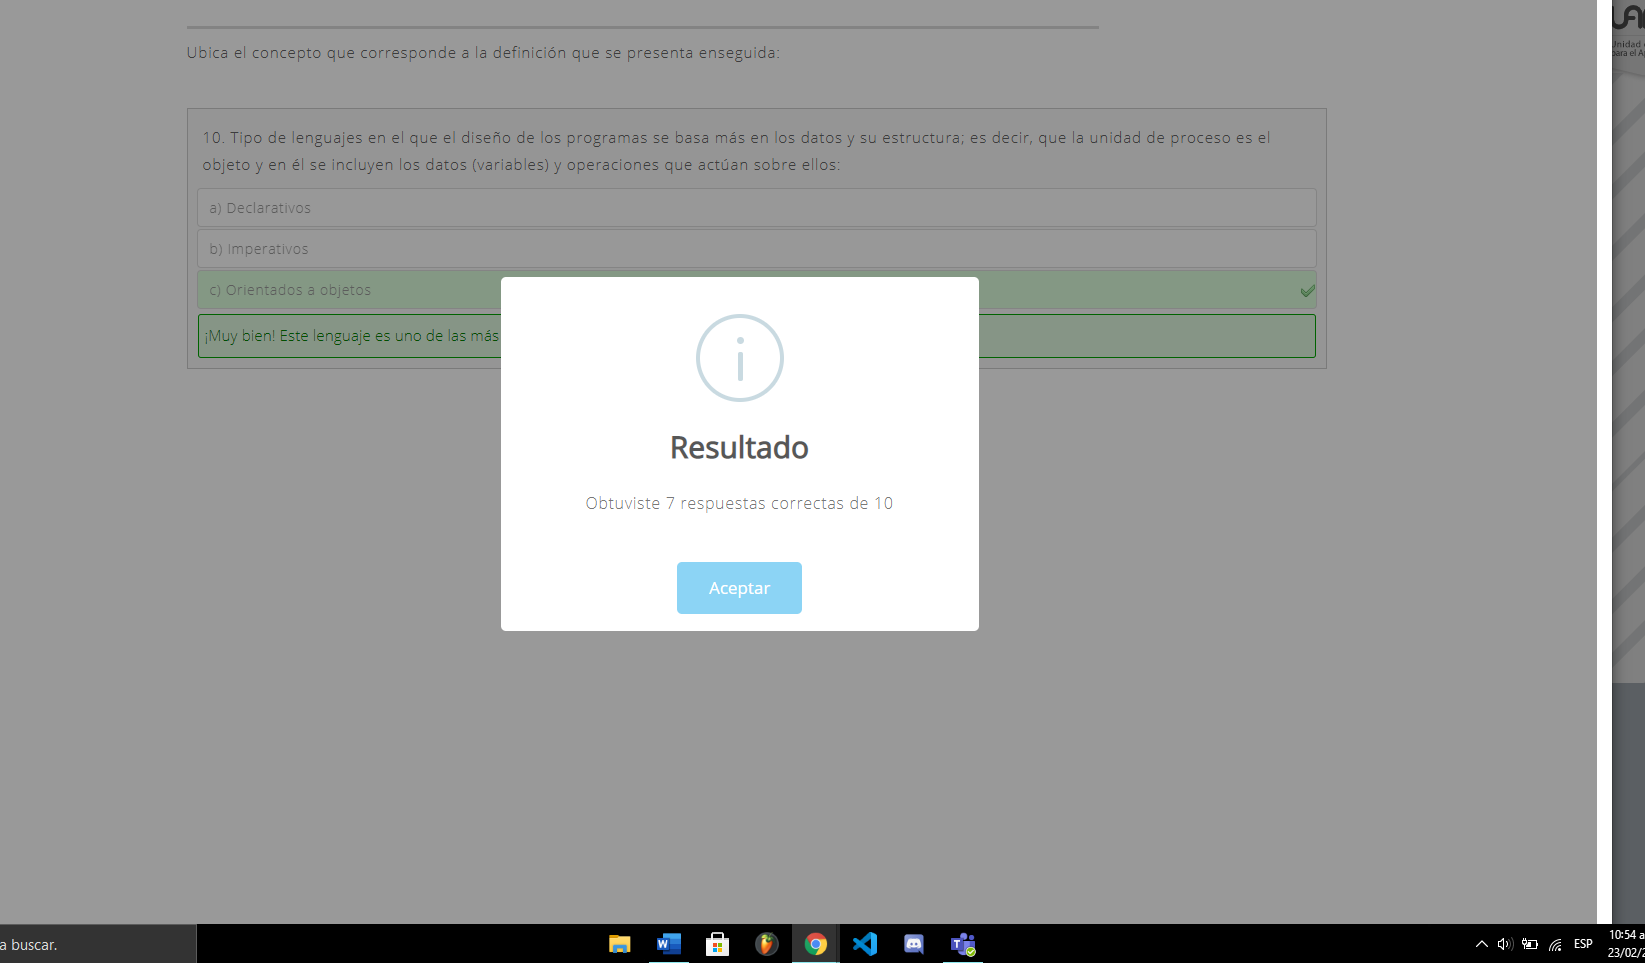 Ubica el concepto que corresponde a la definición que se presenta enseguida:
10. Tipo de lenguajes en el que el diseño de los programas se basa más en los datos y su estructura; es decir, que la unidad de proceso es el
objeto y en él se incluyen los datos (variables) y operaciones que actúan sobre ellos:
a) Declarativos
b) Imperativos
c) Orientados a objetos
¡Muy bien! Este lenguaje es uno de las más
Resultado
Obtuviste 7 respuestas correctas de 10
Aceptar
Unidad
para el A
a buscar.
ESP
10:54 a
23/02/